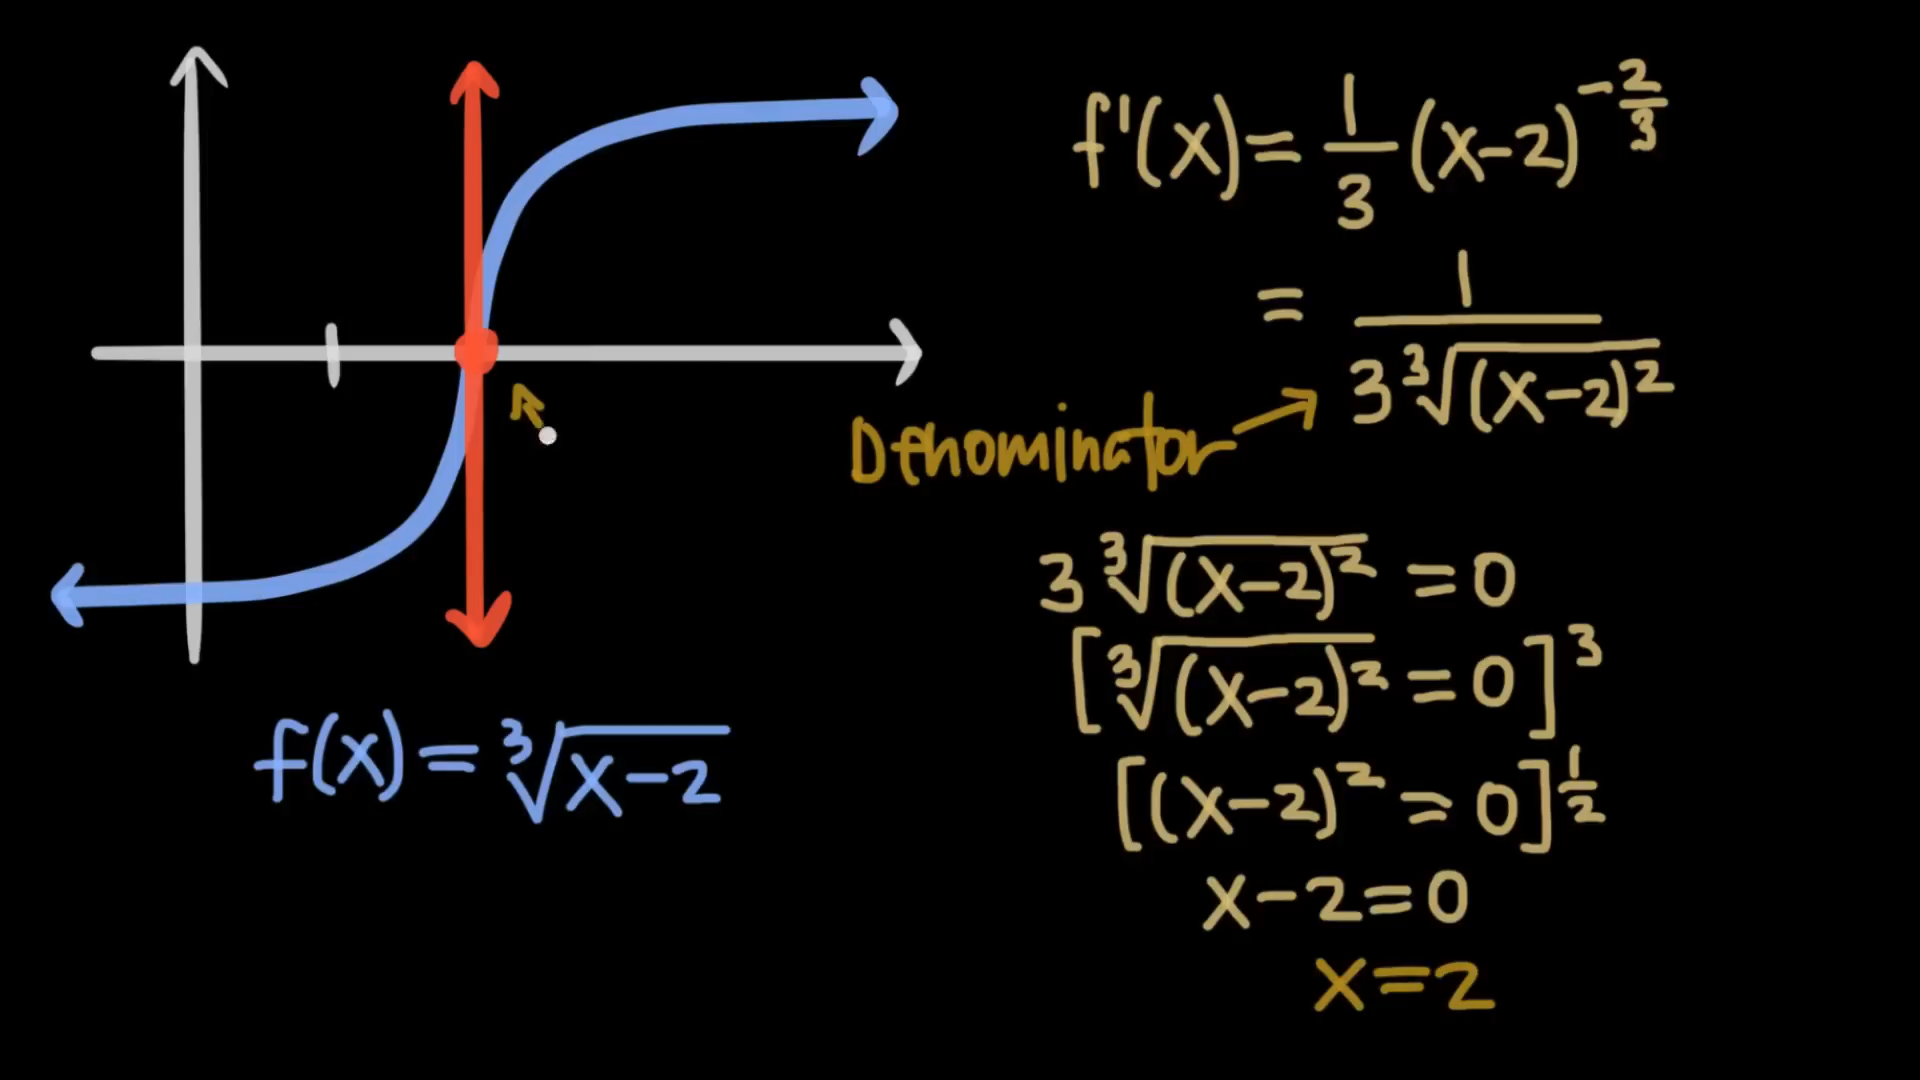 f'(x) = 1/3 (x-2)^-2/3
= 1 / 3∛(x-2)²
Denominator
3∛(x-2)² = 0
[∛(x-2)² = 0]³
[(x-2)² = 0]^1/2
x-2=0
x=2
f(x) = ∛x-2